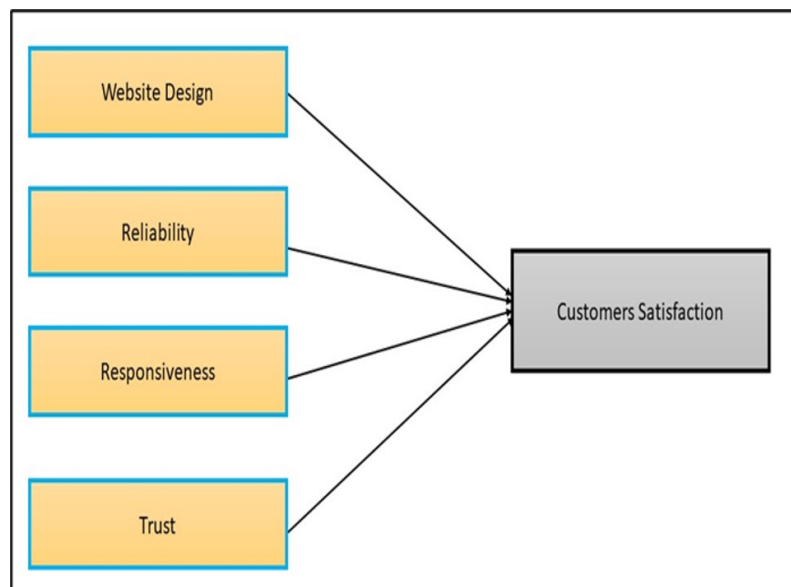 Website Design
Reliability
Responsiveness
Trust
Customers Satisfaction